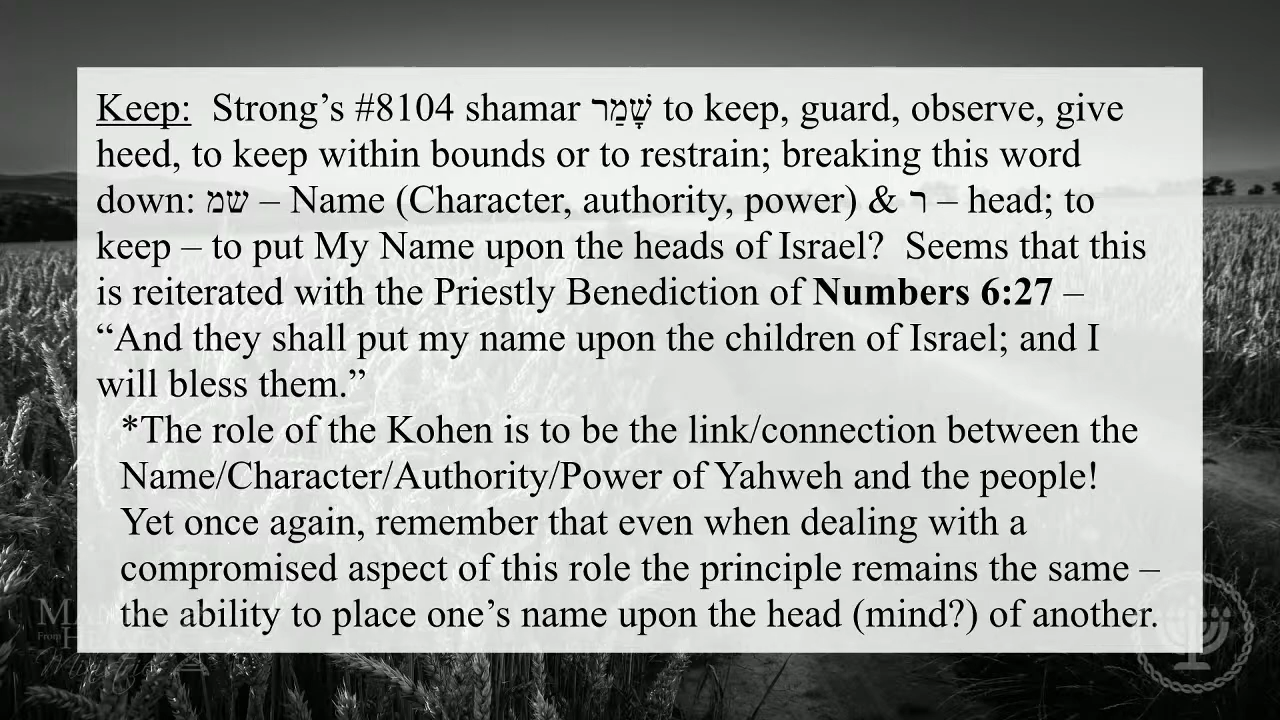 Keep:  Strong’s #8104 shamar שָׁמַר to keep, guard, observe, give
heed, to keep within bounds or to restrain; breaking this word
down: שמ – Name (Character, authority, power) & ר – head; to
keep – to put My Name upon the heads of Israel?  Seems that this
is reiterated with the Priestly Benediction of Numbers 6:27 –
“And they shall put my name upon the children of Israel; and I
will bless them.”
*The role of the Kohen is to be the link/connection between the
Name/Character/Authority/Power of Yahweh and the people!
Yet once again, remember that even when dealing with a
compromised aspect of this role the principle remains the same –
the ability to place one’s name upon the head (mind?) of another.
From
Ministries